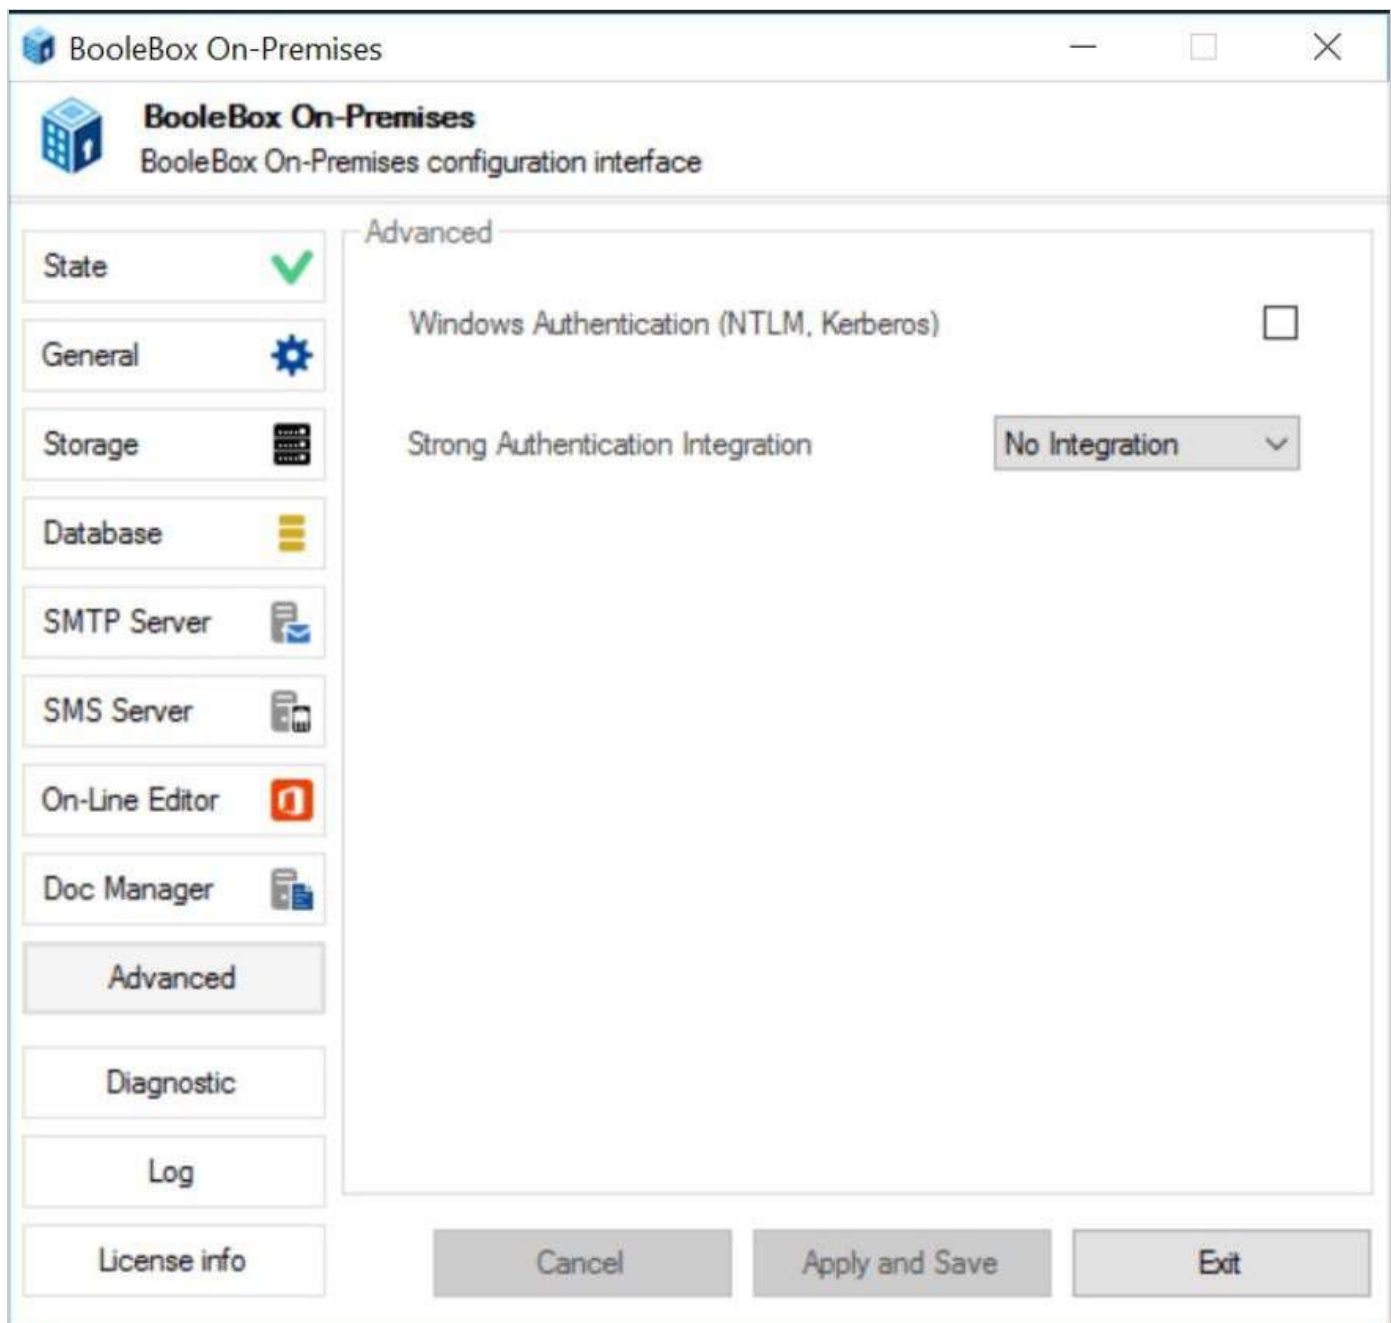 BooleBox On-Premises
BooleBox On-Premises
BooleBox On-Premises configuration interface
State
General
Storage
Database
SMTP Server
SMS Server
On-Line Editor
Doc Manager
Advanced
Diagnostic
Log
License info
Advanced
Windows Authentication (NTLM, Kerberos)
Strong Authentication Integration No Integration
Cancel Apply and Save Exit